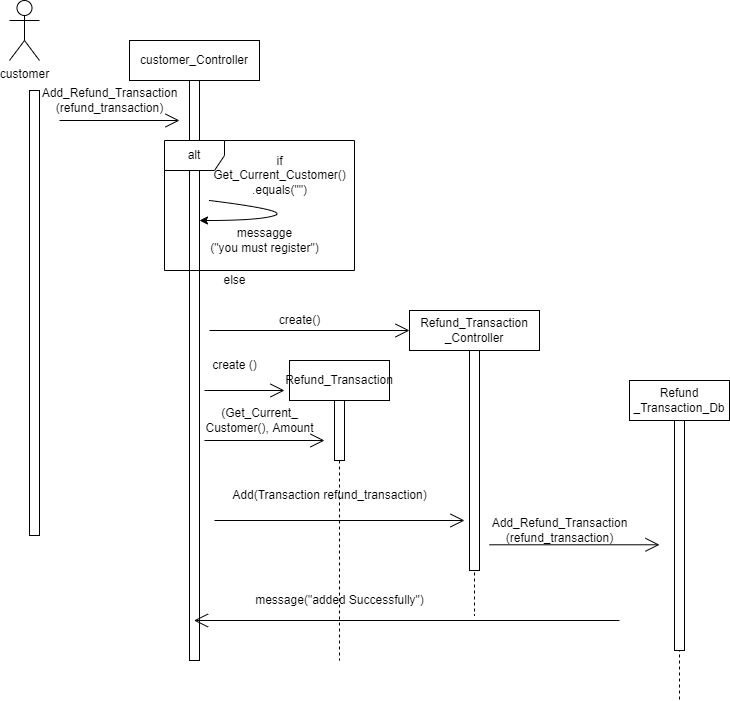 customer
customer_Controller
Add_Refund_Transaction
(refund_transaction)
alt
if
Get_Current_Customer()
.equals("")
messagge
("you must register")
else
create()
Refund_Transaction
_Controller
create ()
Refund_Transaction
Refund
_Transaction_Db
(Get_Current_
Customer(), Amount
Add(Transaction refund_transaction)
Add_Refund_Transaction
(refund_transaction)
message("added Successfully")